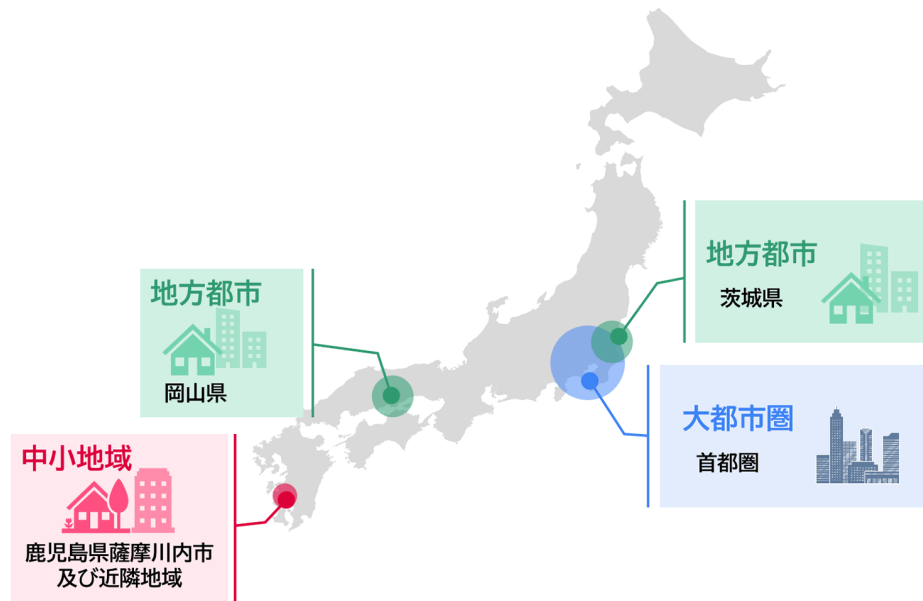 地方都市
茨城県
地方都市
岡山県
大都市圏
首都圏
中小地域
鹿児島県薩摩川内市
及び近隣地域